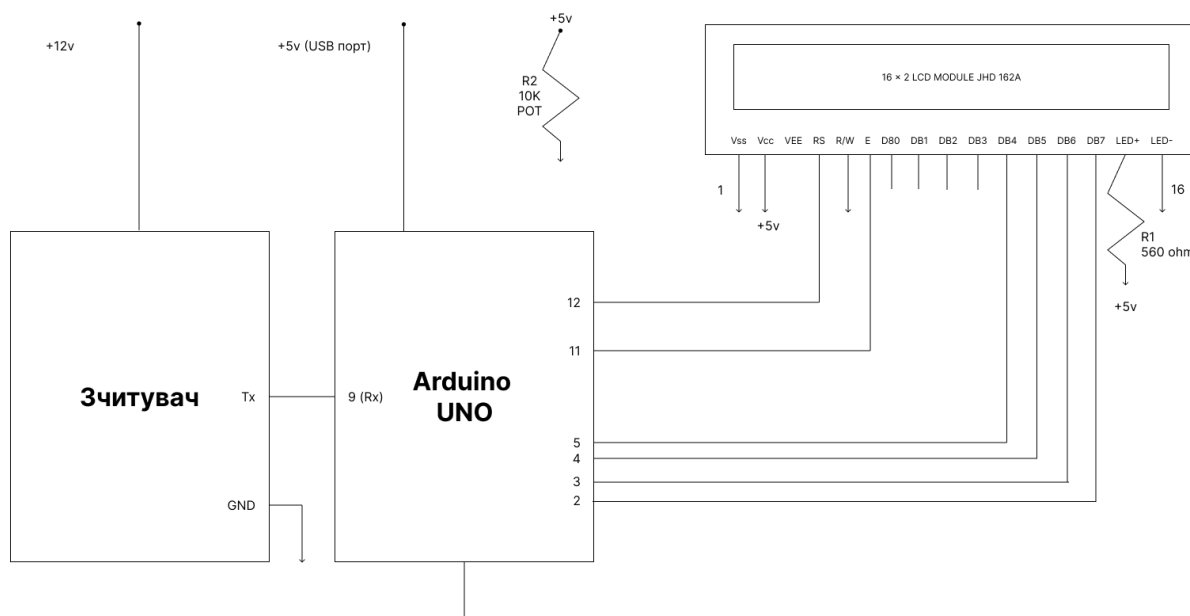 +12v
+5v (USB порт)
+5v
R2
10K
POT
16 × 2 LCD MODULE JHD 162A
Vss Vcc VEE RS R/W E D80 DB1 DB2 DB3 DB4 DB5 DB6 DB7 LED+ LED-
1
16
+5v
R1
560 ohm
+5v
12
11
Зчитувач
Tx
9 (Rx)
Arduino
UNO
5
4
3
2
GND